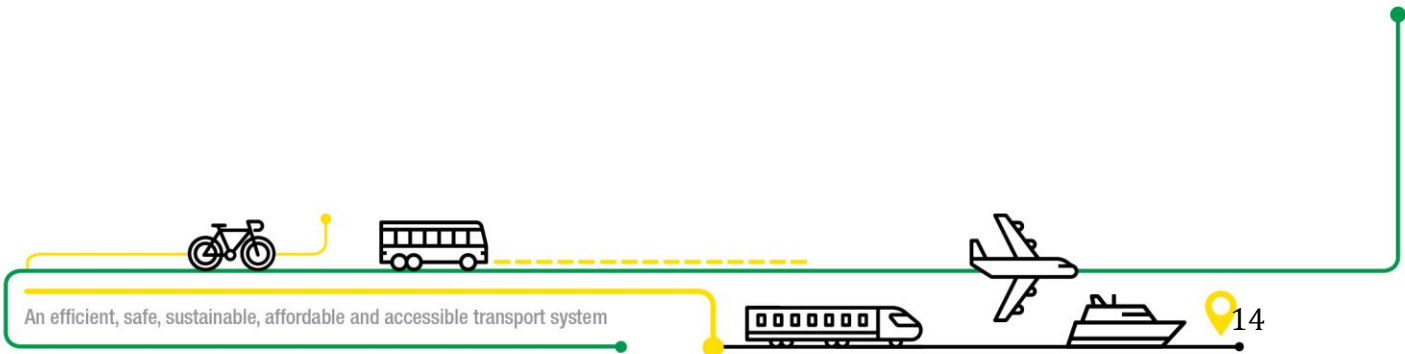 An efficient, safe, sustainable, affordable and accessible transport system
14